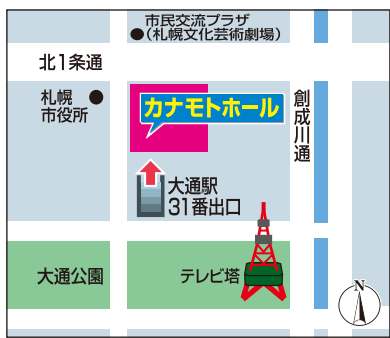 市民交流プラザ
●(札幌文化芸術劇場)
北1条通
札幌 ●
市役所
カナモトホール
創成川通
大通駅
31番出口
大通公園
テレビ塔
N